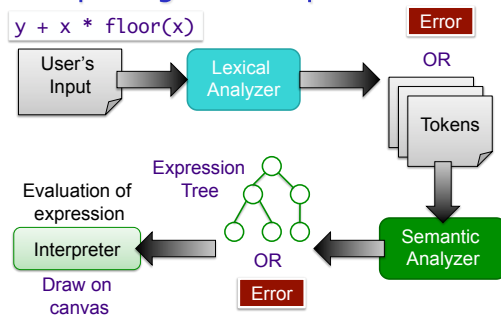 y + x * floor(x)
User's
Input
Lexical
Analyzer
Error
OR
Tokens
Semantic
Analyzer
Expression
Tree
OR
Error
Evaluation of
expression
Interpreter
Draw on
canvas